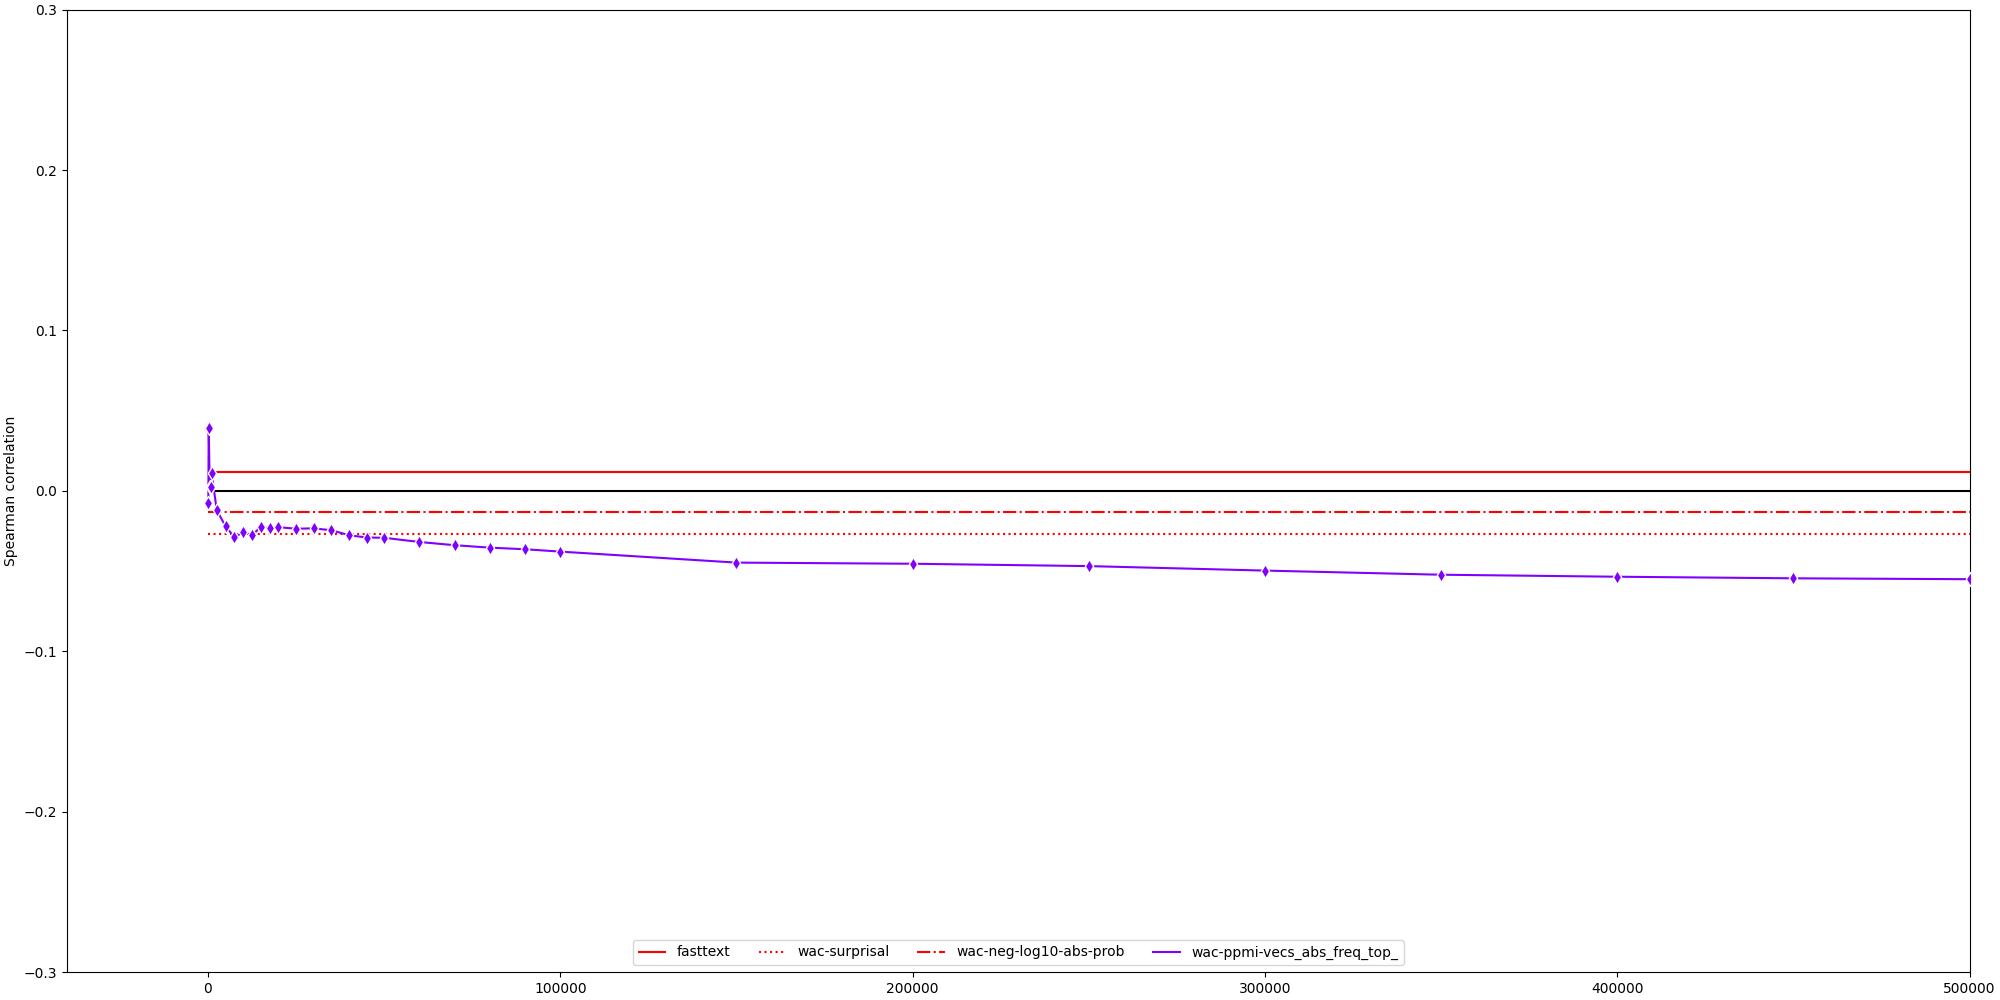 0.3
0.2
0.1
0.0
−0.1
−0.2
−0.3
Spearman correlation
fasttext wac-surprisal wac-neg-log10-abs-prob wac-ppmi-vecs_abs_freq_top_
0 100000 200000 300000 400000 500000